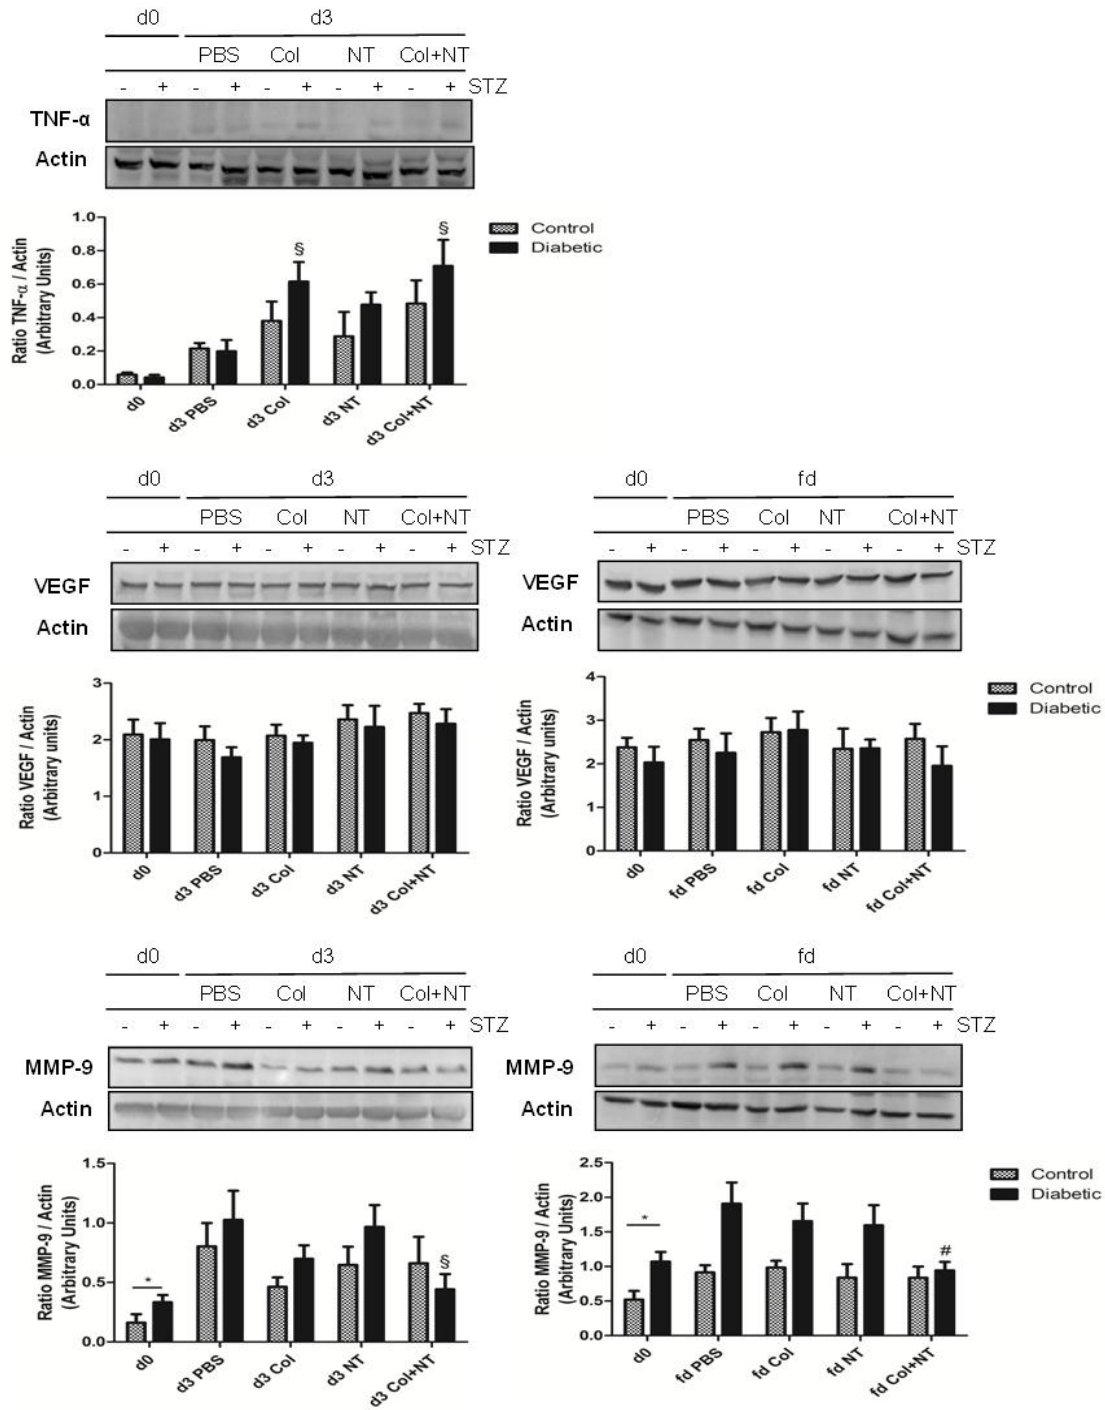 d0 d3
PBS Col NT Col+NT
- + - + - + - + - + STZ
TNF-α
Actin
1.0
0.8
0.6
0.4
0.2
0.0
Ratio TNF-α / Actin
(Arbitrary Units)
§ §
Control
Diabetic
d0 d3 PBS d3 Col d3 NT d3 Col+NT
d0 d3
PBS Col NT Col+NT
- + - + - + - + - + STZ
VEGF
Actin
3
2
1
0
Ratio VEGF / Actin
(Arbitrary units)
d0 d3 PBS d3 Col d3 NT d3 Col+NT
d0 fd
PBS Col NT Col+NT
- + - + - + - + - + STZ
VEGF
Actin
4
3
2
1
0
Ratio VEGF / Actin
(Arbitrary units)
Control
Diabetic
d0 fd PBS fd Col fd NT fd Col+NT
d0 d3
PBS Col NT Col+NT
- + - + - + - + - + STZ
MMP-9
Actin
1.5
1.0
0.5
0.0
Ratio MMP-9 / Actin
(Arbitrary Units)
* §
d0 d3 PBS d3 Col d3 NT d3 Col+NT
d0 fd
PBS Col NT Col+NT
- + - + - + - + - + STZ
MMP-9
Actin
2.5
2.0
1.5
1.0
0.5
0.0
Ratio MMP-9 / Actin
(Arbitrary Units)
* #
Control
Diabetic
d0 fd PBS fd Col fd NT fd Col+NT